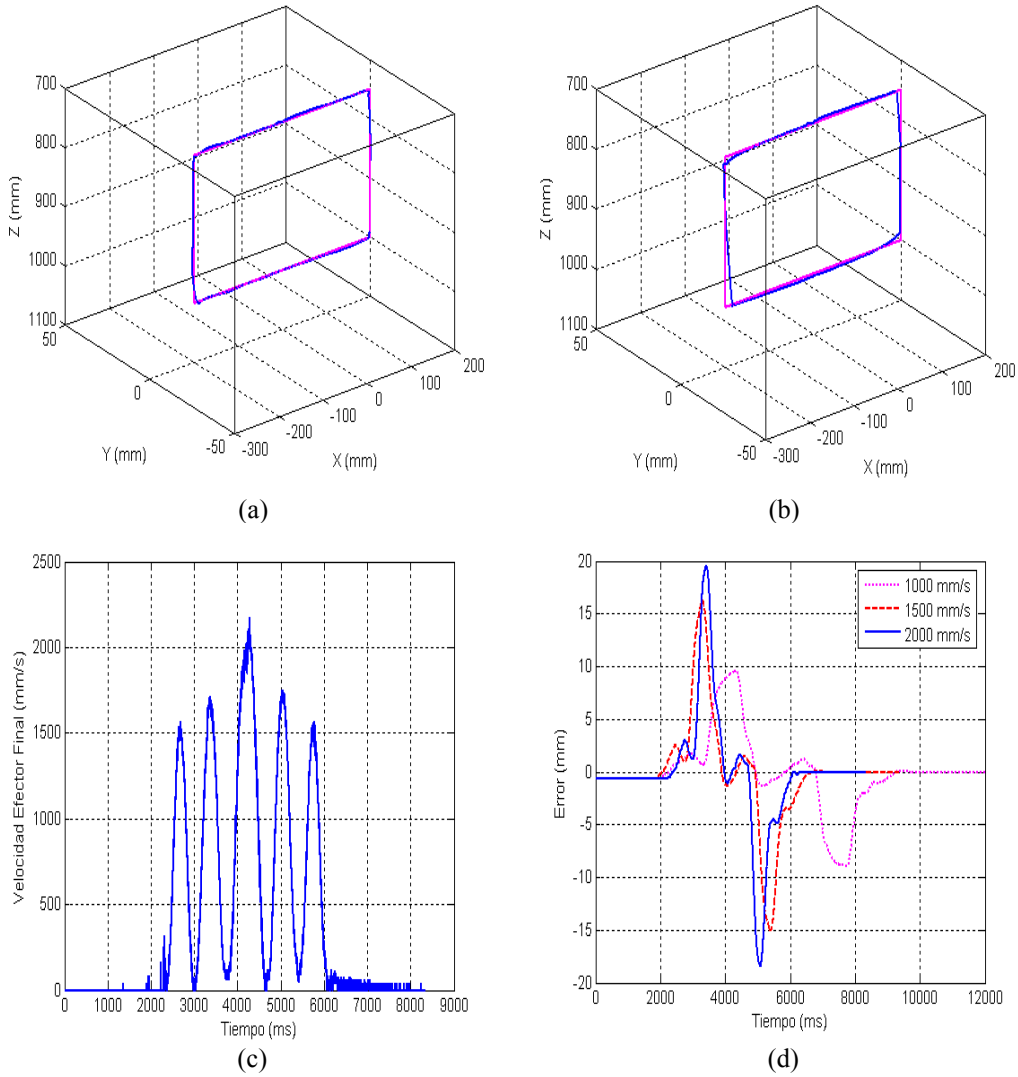 700
800
900
1000
1100
Z (mm)
50
0
-50
Y (mm)
-300
-200
-100
0
100
200
X (mm)
(a)
700
800
900
1000
1100
Z (mm)
50
0
-50
Y (mm)
-300
-200
-100
0
100
200
X (mm)
(b)
2500
2000
1500
1000
500
0
Velocidad Efector Final (mm/s)
0 1000 2000 3000 4000 5000 6000 7000 8000 9000
Tiempo (ms)
(c)
20
15
10
5
0
-5
-10
-15
-20
Error (mm)
1000 mm/s
1500 mm/s
2000 mm/s
0 2000 4000 6000 8000 10000 12000
Tiempo (ms)
(d)